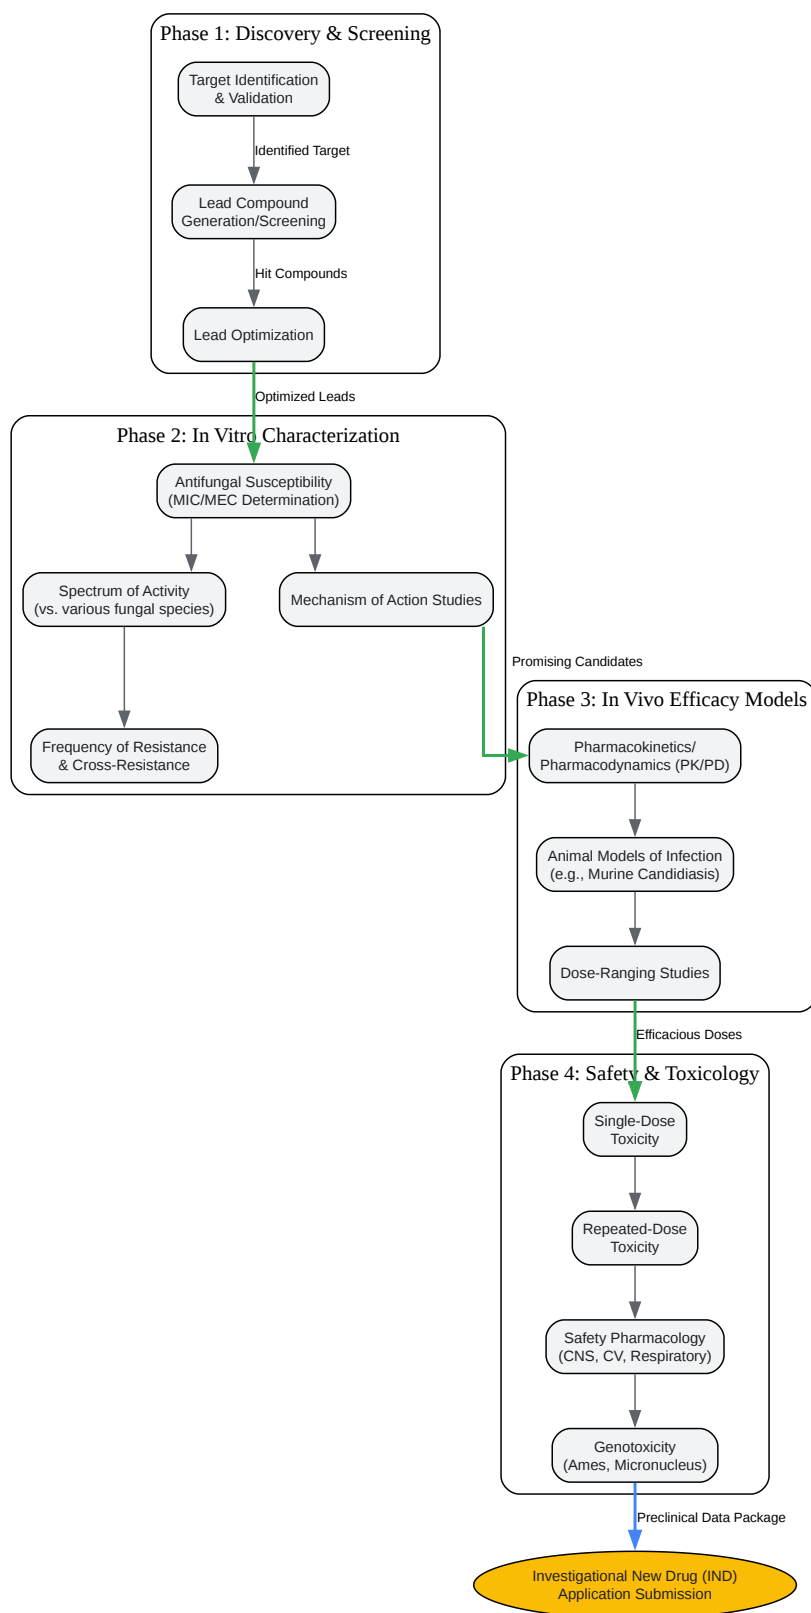 Phase 1: Discovery & Screening
Target Identification
& Validation
Identified Target
Lead Compound
Generation/Screening
Hit Compounds
Lead Optimization
Optimized Leads
Phase 2: In Vitro Characterization
Antifungal Susceptibility
(MIC/MEC Determination)
Spectrum of Activity
(vs. various fungal species)
Mechanism of Action Studies
Frequency of Resistance
& Cross-Resistance
Promising Candidates
Phase 3: In Vivo Efficacy Models
Pharmacokinetics/
Pharmacodynamics (PK/PD)
Animal Models of Infection
(e.g., Murine Candidiasis)
Dose-Ranging Studies
Efficacious Doses
Phase 4: Safety & Toxicology
Single-Dose
Toxicity
Repeated-Dose
Toxicity
Safety Pharmacology
(CNS, CV, Respiratory)
Genotoxicity
(Ames, Micronucleus)
Preclinical Data Package
Investigational New Drug (IND)
Application Submission